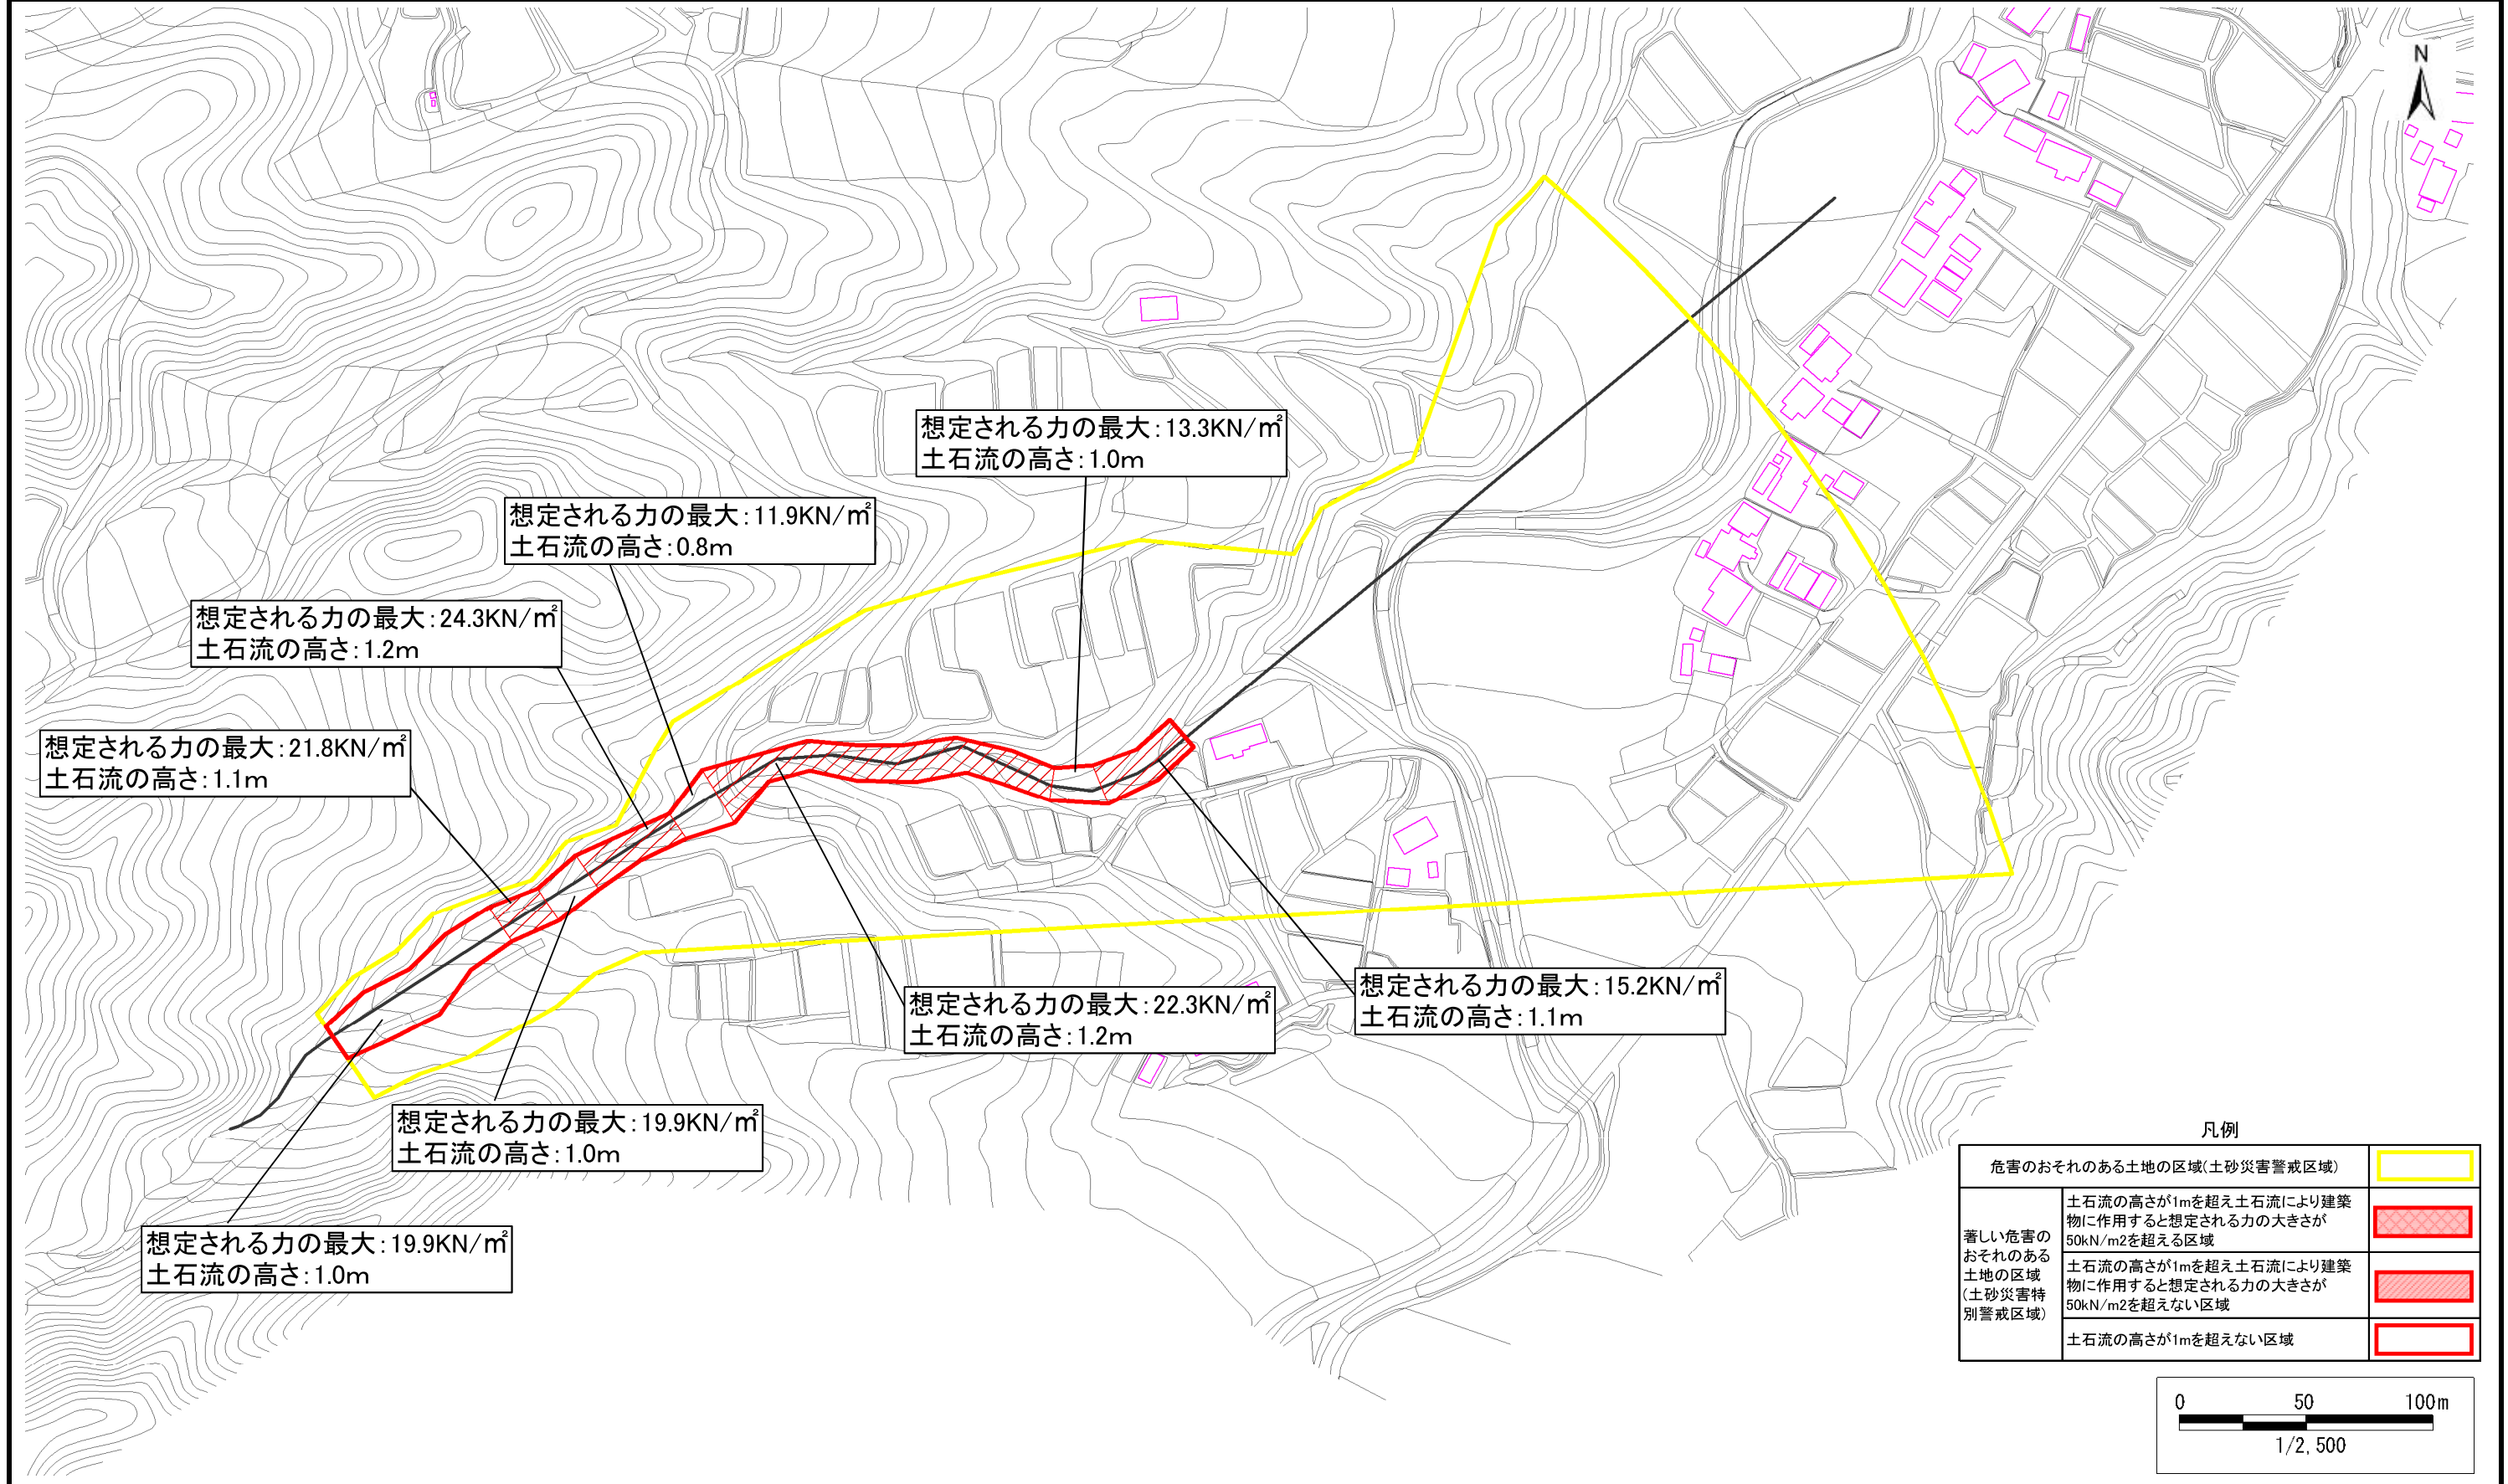 N
想定される力の最大:13.3KN/㎡
土石流の高さ:1.0m
想定される力の最大:11.9KN/㎡
土石流の高さ:0.8m
想定される力の最大:24.3KN/㎡
土石流の高さ:1.2m
想定される力の最大:21.8KN/㎡
土石流の高さ:1.1m
想定される力の最大:22.3KN/㎡
土石流の高さ:1.2m
想定される力の最大:15.2KN/㎡
土石流の高さ:1.1m
想定される力の最大:19.9KN/㎡
土石流の高さ:1.0m
想定される力の最大:19.9KN/㎡
土石流の高さ:1.0m
凡例
危害のおそれのある土地の区域(土砂災害警戒区域)
著しい危害の
おそれのある
土地の区域
(土砂災害特
別警戒区域)
土石流の高さが1mを超え土石流により建築
物に作用すると想定される力の大きさが
50kN/m2を超える区域
土石流の高さが1mを超え土石流により建築
物に作用すると想定される力の大きさが
50kN/m2を超えない区域
土石流の高さが1mを超えない区域
0 50 100m
1/2,500